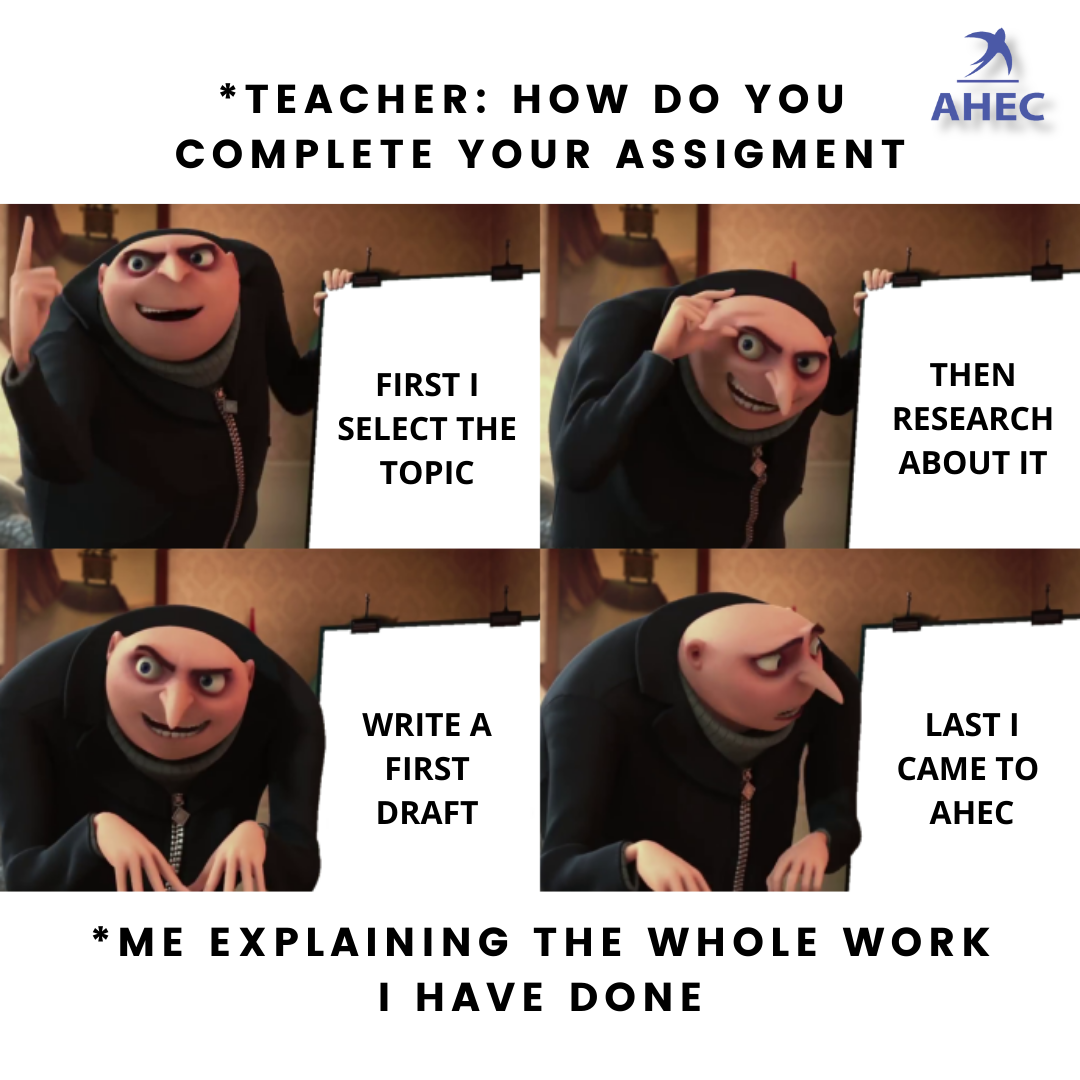 AHEC
*TEACHER: HOW DO YOU
COMPLETE YOUR ASSIGMENT
FIRST I
SELECT THE
TOPIC
THEN
RESEARCH
ABOUT IT
WRITE A
FIRST
DRAFT
LAST I
CAME TO
AHEC
*ME EXPLAINING THE WHOLE WORK
I HAVE DONE